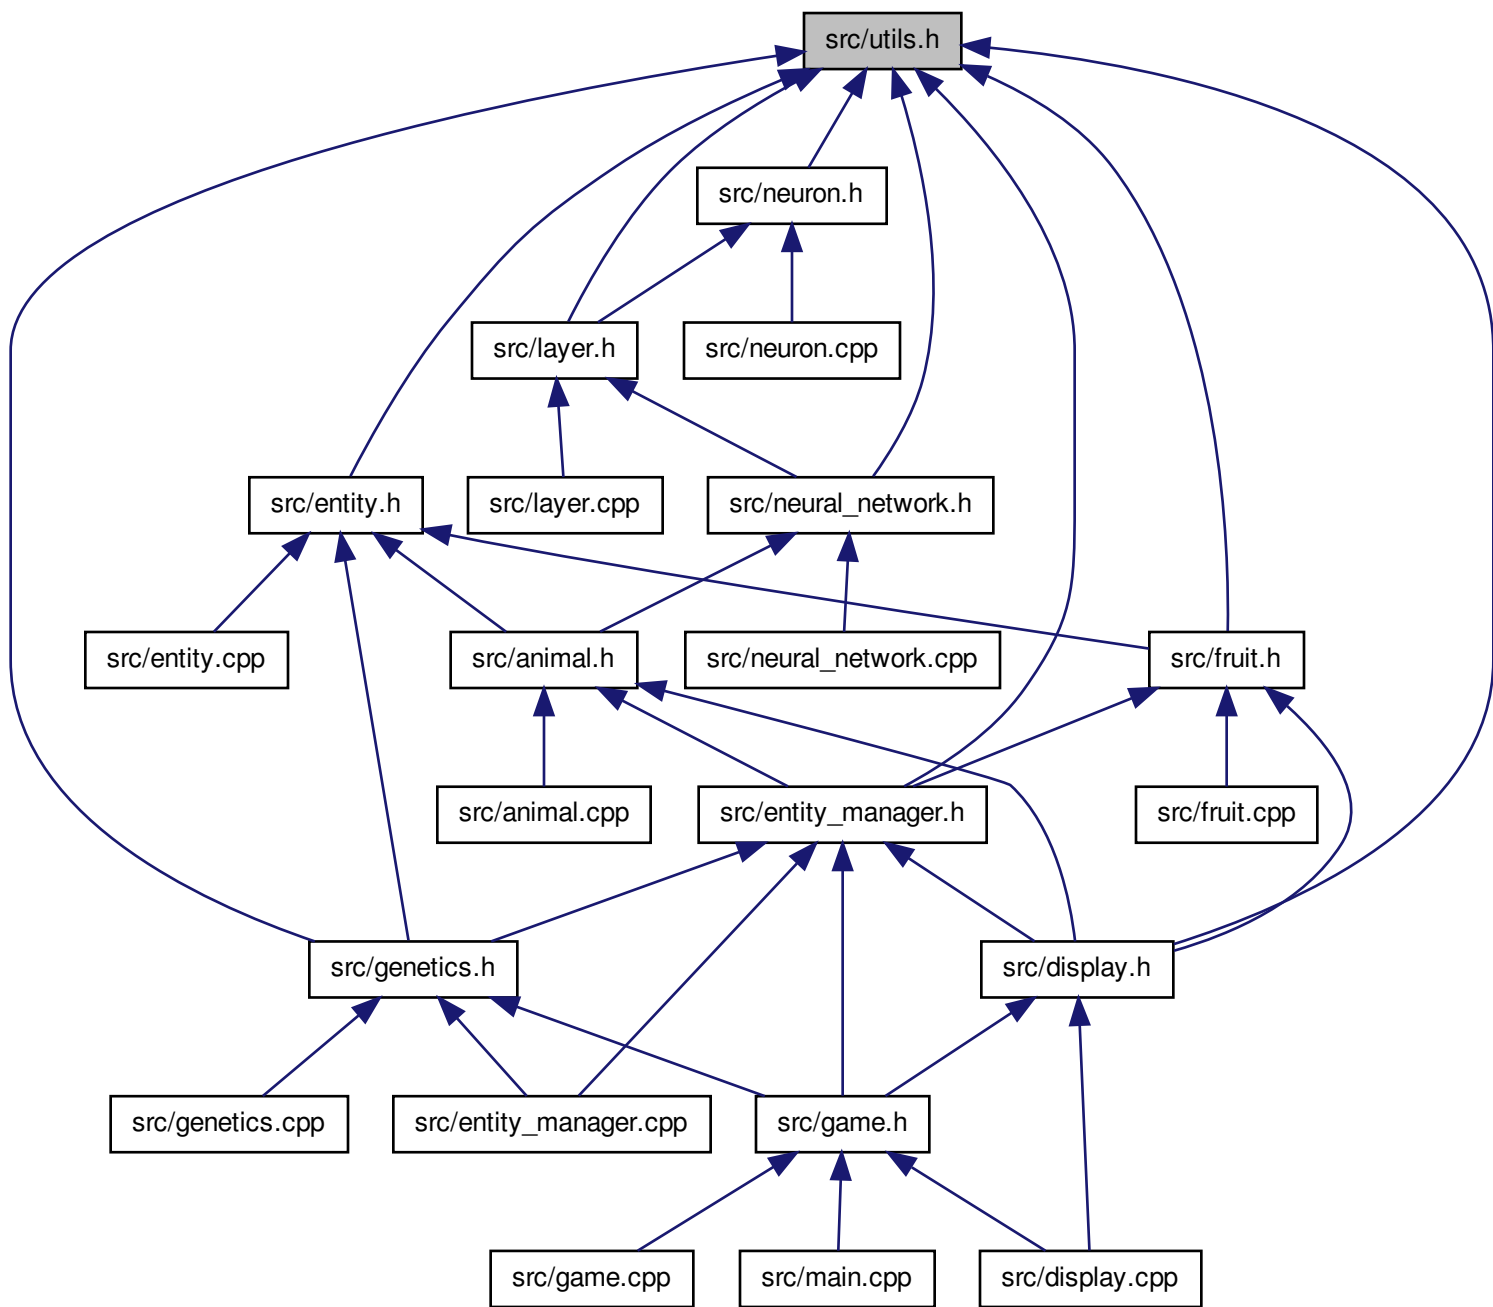 src/utils.h
src/neuron.h
src/layer.h
src/neuron.cpp
src/entity.h
src/layer.cpp
src/neural_network.h
src/entity.cpp
src/animal.h
src/neural_network.cpp
src/fruit.h
src/animal.cpp
src/entity_manager.h
src/fruit.cpp
src/genetics.h
src/display.h
src/genetics.cpp
src/entity_manager.cpp
src/game.h
src/game.cpp
src/main.cpp
src/display.cpp